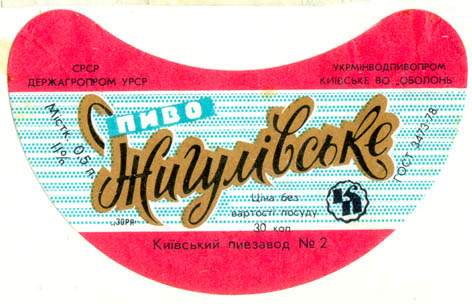 СРСР
ДЕРЖАГРОПРОМ УРСР
УКРМІНВОДПИВОПРОМ
КИЇВСЬКЕ ВО „ОБОЛОНЬ"
ПИВО
Жигулівське
Містк. 0,5 л
11%
ГОСТ 3473-78
Ціна без
вартості посуду
30 коп
„ЗОРЯ"
Київський пивзавод № 2